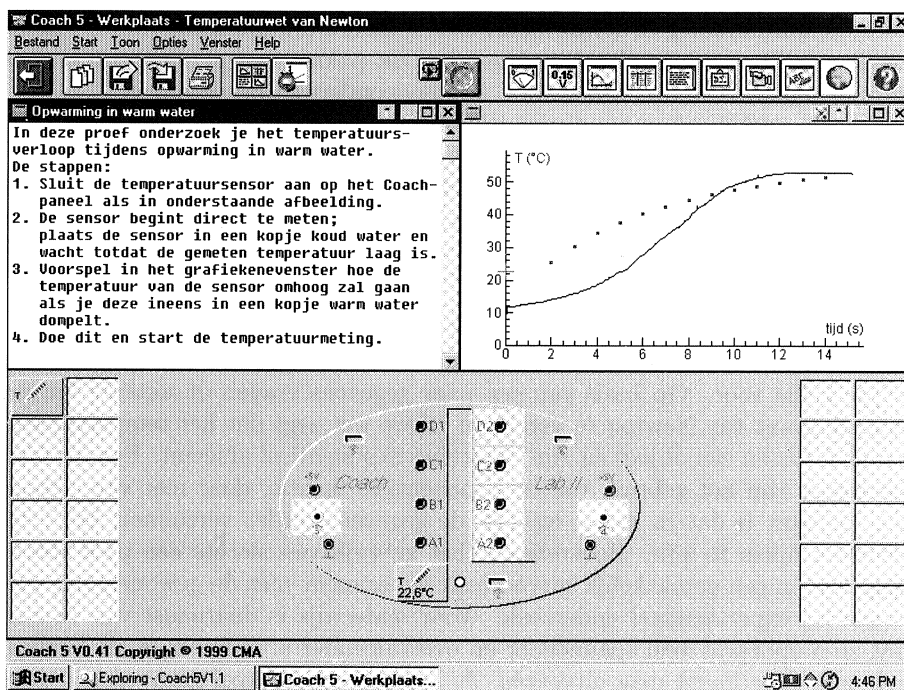 Coach 5 - Werkplaats - Temperatuurwet van Newton
Bestand Start Toon Opties Venster Help
0.15
V
Opwarming in warm water
In deze proef onderzoek je het temperatuurs-
verloop tijdens opwarming in warm water.
De stappen:
1. Sluit de temperatuursensor aan op het Coach-
paneel als in onderstaande afbeelding.
2. De sensor begint direct te meten;
plaats de sensor in een kopje koud water en
wacht totdat de gemeten temperatuur laag is.
3. Voorspel in het grafiekenevenster hoe de
temperatuur van de sensor omhoog zal gaan
als je deze ineens in een kopje warm water
dompelt.
4. Doe dit en start de temperatuurmeting.
T (°C)
50
40
30
20
10
0
0 2 4 6 8 10 12 14
tijd (s)
T
D1 D2
C1 C2
Coach Lab II
B1 B2
A1 A2
T
22,6°C
Coach 5 V0.41 Copyright © 1999 CMA
Start Exploring - Coach5V1.1 Coach 5 - Werkplaats... 4:46 PM